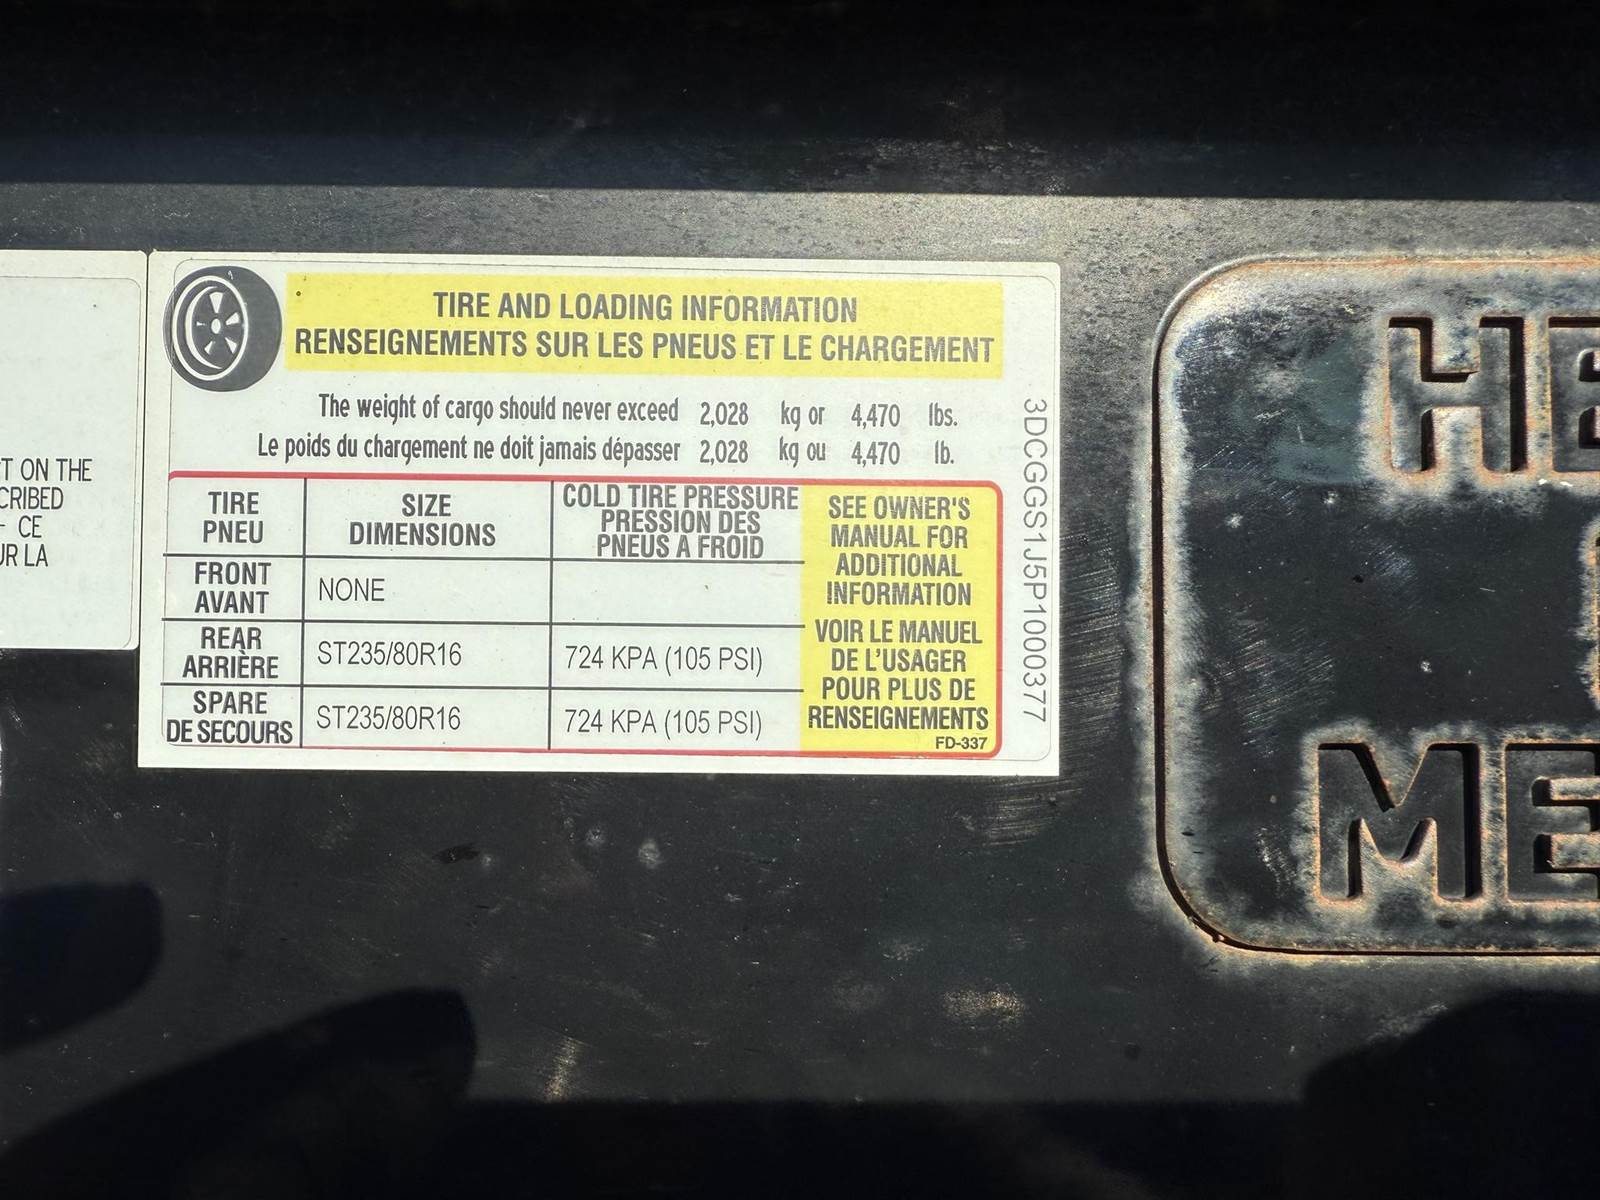 T ON THE
CRIBED
- CE
UR LA
TIRE AND LOADING INFORMATION
RENSEIGNEMENTS SUR LES PNEUS ET LE CHARGEMENT
The weight of cargo should never exceed 2,028 kg or 4,470 lbs.
Le poids du chargement ne doit jamais dépasser 2,028 kg ou 4,470 lb.
TIRE
PNEU
SIZE
DIMENSIONS
COLD TIRE PRESSURE
PRESSION DES
PNEUS A FROID
FRONT
AVANT
NONE
REAR
ARRIÈRE
ST235/80R16
724 KPA (105 PSI)
SPARE
DE SECOURS
ST235/80R16
724 KPA (105 PSI)
SEE OWNER'S
MANUAL FOR
ADDITIONAL
INFORMATION
VOIR LE MANUEL
DE L'USAGER
POUR PLUS DE
RENSEIGNEMENTS
FD-337
3DCGGS1J5P1000377
HE
ME